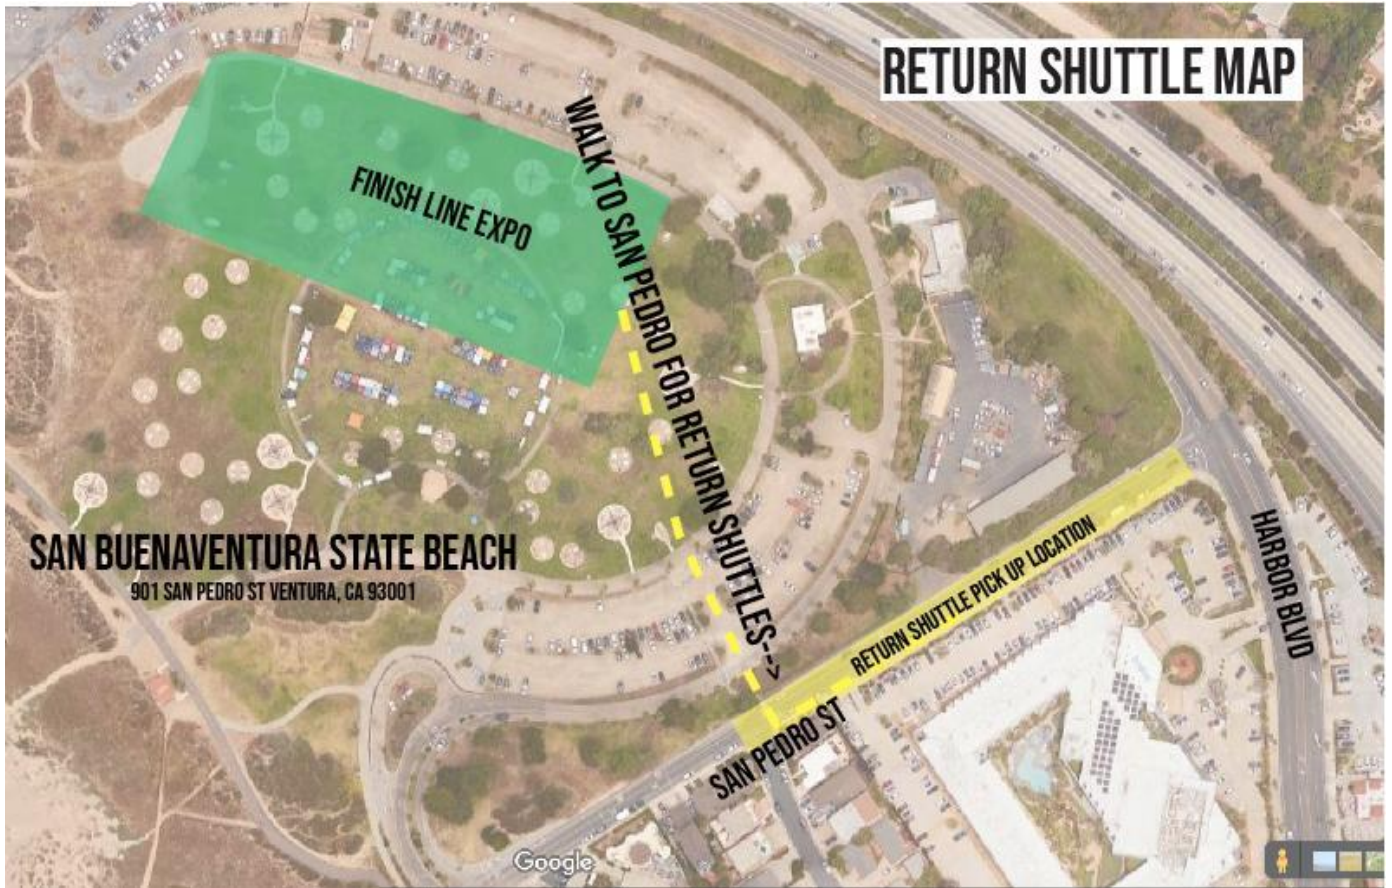 RETURN SHUTTLE MAP
WALK TO SAN PEDRO FOR RETURN SHUTTLES-->
FINISH LINE EXPO
SAN BUENAVENTURA STATE BEACH
901 SAN PEDRO ST VENTURA, CA 93001
RETURN SHUTTLE PICK UP LOCATION
HARBOR BLVD
SAN PEDRO ST
Google